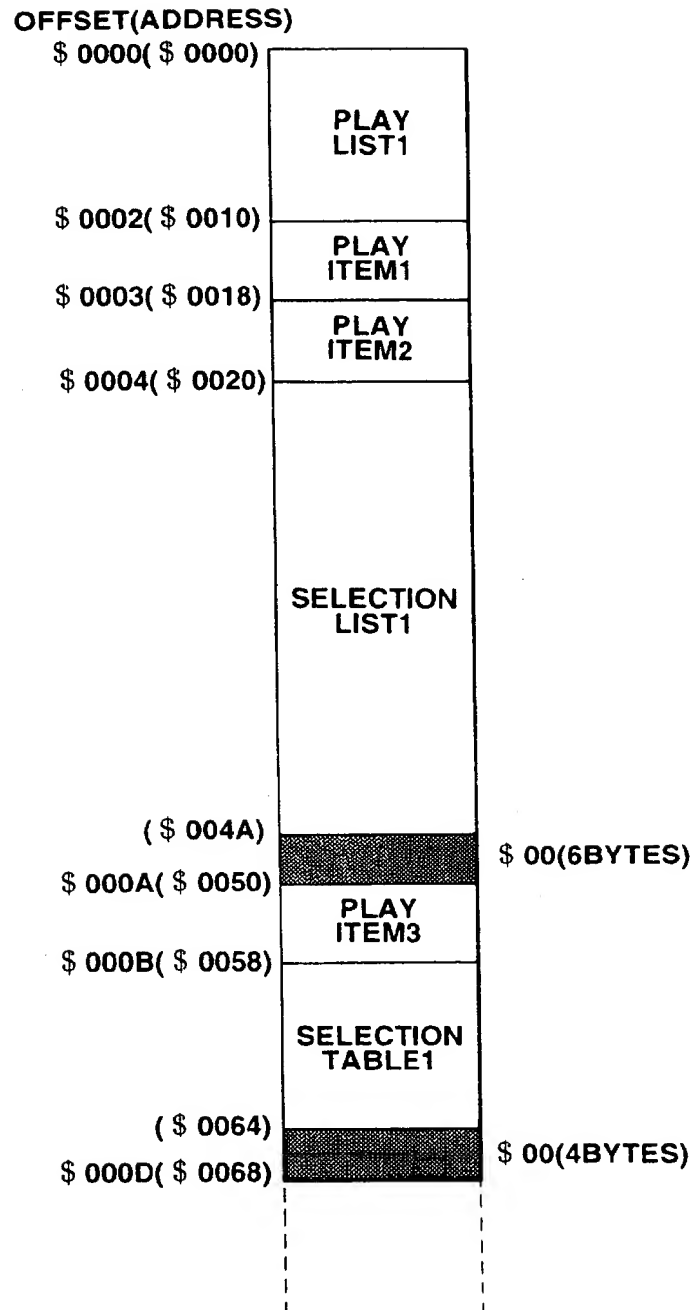 OFFSET(ADDRESS)
$ 0000( $ 0000)
PLAY
LIST1
$ 0002( $ 0010)
PLAY
ITEM1
$ 0003( $ 0018)
PLAY
ITEM2
$ 0004( $ 0020)
SELECTION
LIST1
( $ 004A)
$ 00(6BYTES)
$ 000A( $ 0050)
PLAY
ITEM3
$ 000B( $ 0058)
SELECTION
TABLE1
( $ 0064)
$ 00(4BYTES)
$ 000D( $ 0068)